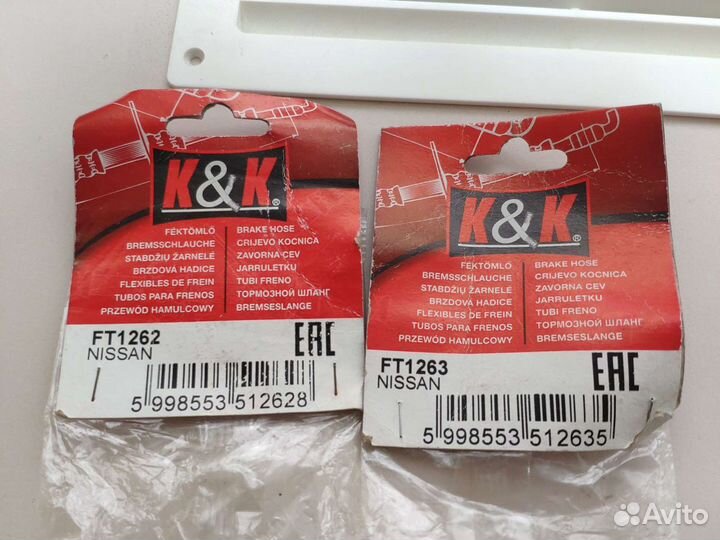 K&K®
FÉKTÖMLŐ
BREMSSCHLAUCHE
STABDŽIŲ ŽARNELĖ
BRZDOVÁ HADICE
FLEXIBLES DE FREIN
TUBOS PARA FRENOS
PRZEWÓD HAMULCOWY
BRAKE HOSE
CRIJEVO KOCNICA
ZAVORNA CEV
JARRULETKU
TUBI FRENO
ТОРМОЗНОЙ ШЛАНГ
BREMSESLANGE
FT1262
NISSAN
EAC
5 998553 512628
K&K®
FÉKTÖMLŐ
BREMSSCHLAUCHE
STABDŽIŲ ŽARNELĖ
BRZDOVÁ HADICE
FLEXIBLES DE FREIN
TUBOS PARA FRENOS
PRZEWÓD HAMULCOWY
BRAKE HOSE
CRIJEVO KOCNICA
ZAVORNA CEV
JARRULETKU
TUBI FRENO
ТОРМОЗНОЙ ШЛАНГ
BREMSESLANGE
FT1263
NISSAN
EAC
5 998553 512635
Avito